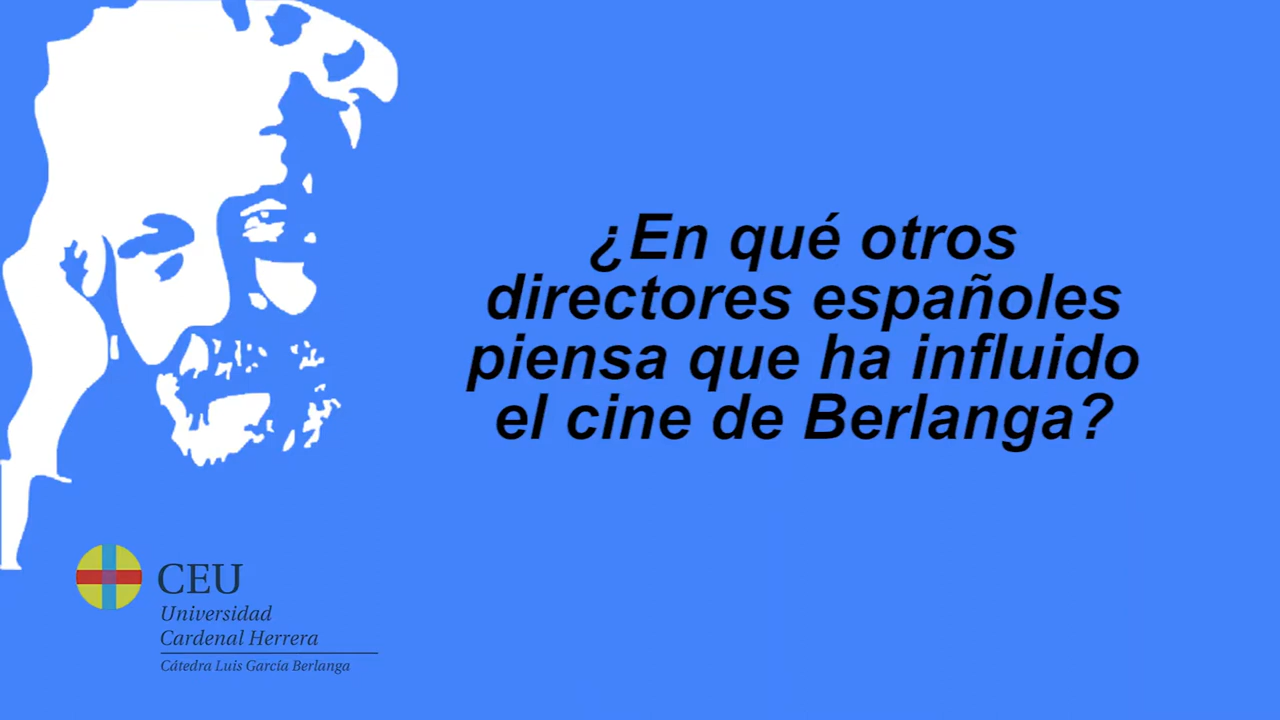 ¿En qué otros
directores españoles
piensa que ha influido
el cine de Berlanga?
CEU
Universidad
Cardenal Herrera
Cátedra Luis García Berlanga